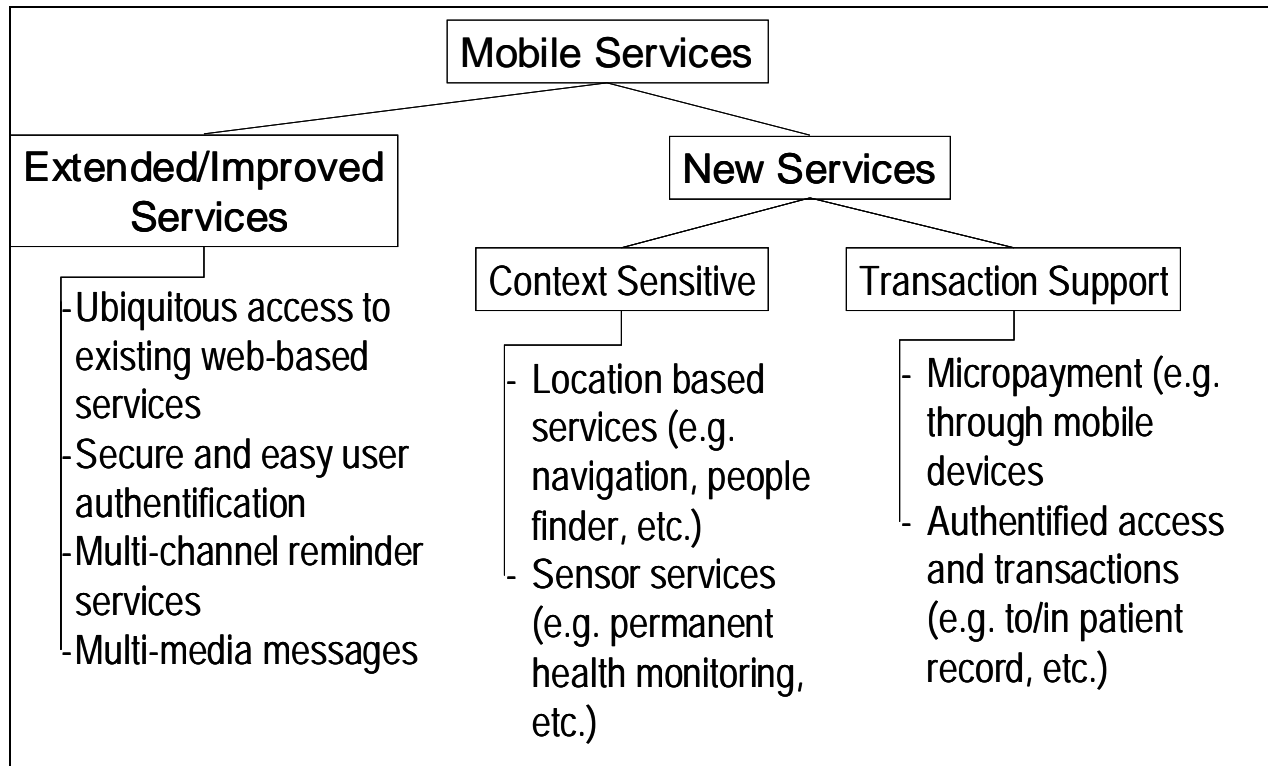 Mobile Services
Extended/Improved
Services
-Ubiquitous access to
existing web-based
services
-Secure and easy user
authentification
-Multi-channel reminder
services
-Multi-media messages
New Services
Context Sensitive
- Location based
services (e.g.
navigation, people
finder, etc.)
- Sensor services
(e.g. permanent
health monitoring,
etc.)
Transaction Support
- Micropayment (e.g.
through mobile
devices
- Authentified access
and transactions
(e.g. to/in patient
record, etc.)